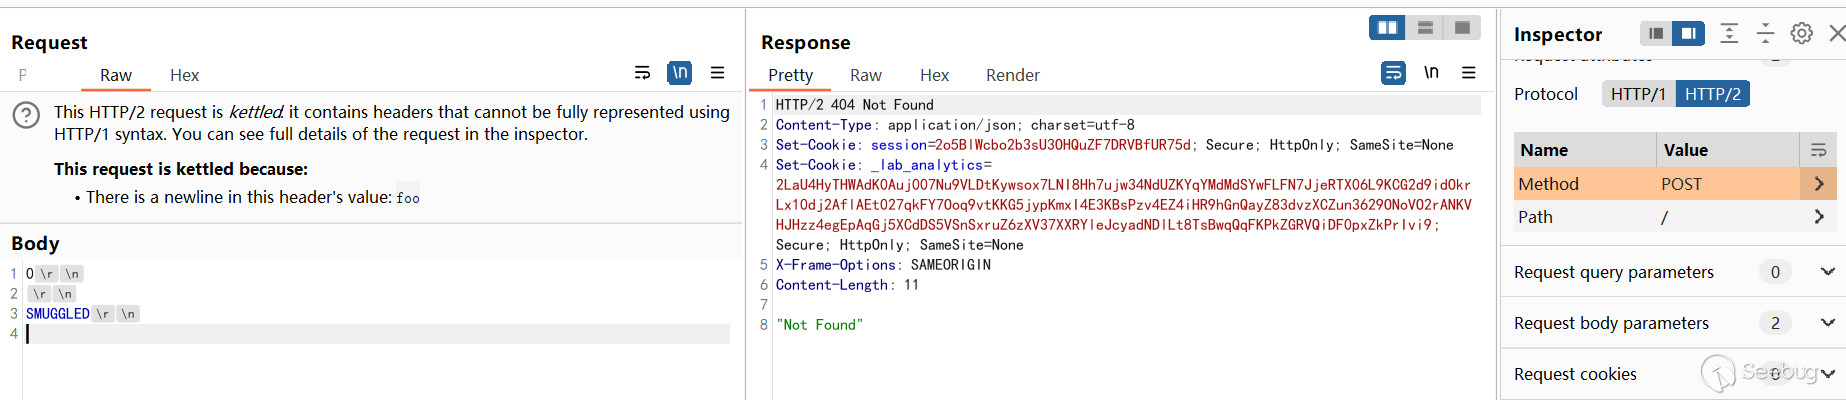 Request
P
Raw
Hex
\n
This HTTP/2 request is kettled: it contains headers that cannot be fully represented using
HTTP/1 syntax. You can see full details of the request in the inspector.
This request is kettled because:
• There is a newline in this header's value: foo
Body
1 0 \r \n
2 \r \n
3 SMUGGLED \r \n
4
Response
Pretty
Raw
Hex
Render
\n
1 HTTP/2 404 Not Found
2 Content-Type: application/json; charset=utf-8
3 Set-Cookie: session=2o5BlWcbo2b3sU3OHQuZF7DRVBfUR75d; Secure; HttpOnly; SameSite=None
4 Set-Cookie: _lab_analytics=
Secure; HttpOnly; SameSite=None
5 X-Frame-Options: SAMEORIGIN
6 Content-Length: 11
7
8 "Not Found"
Inspector
Protocol HTTP/1 HTTP/2
Name Value
Method POST
Path /
Request query parameters 0
Request body parameters 2
Request cookies 0
Seebug